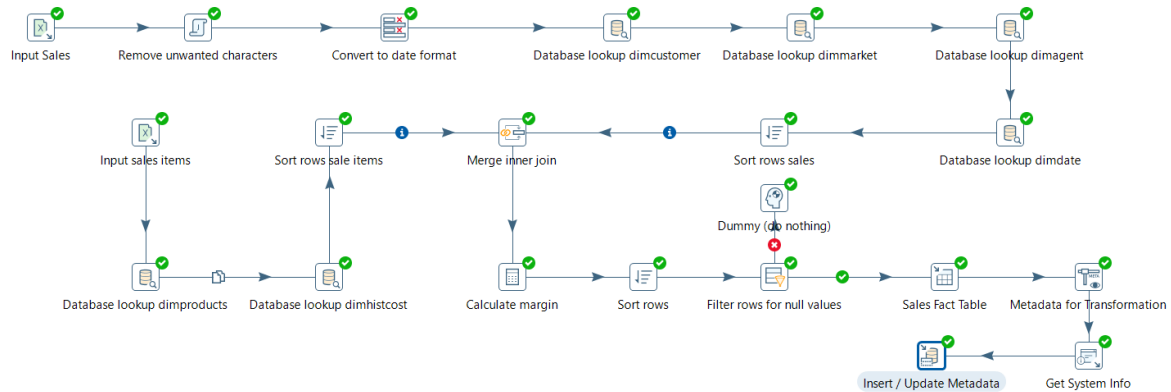 Input Sales
Remove unwanted characters
Convert to date format
Database lookup dimcustomer
Database lookup dimmarket
Database lookup dimagent
Input sales items
Sort rows sale items
Merge inner join
Sort rows sales
Database lookup dimdate
Dummy (do nothing)
Database lookup dimproducts
Database lookup dimhistcost
Calculate margin
Sort rows
Filter rows for null values
Sales Fact Table
Metadata for Transformation
Insert / Update Metadata
Get System Info